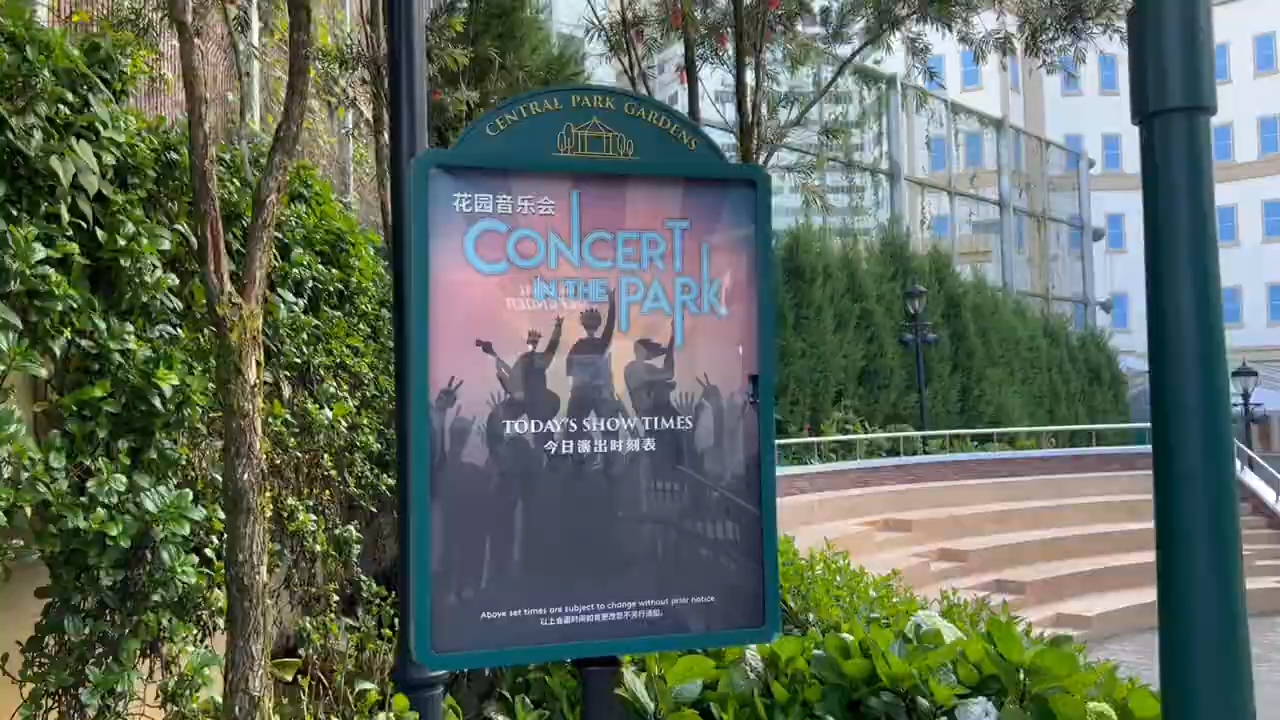 CENTRAL PARK GARDENS
花园音乐会
CONCERT
IN THE PARK
TODAY'S SHOW TIMES
今日演出时刻表
Above set times are subject to change without prior notice.
以上各项时间如有更改恕不另行通知。